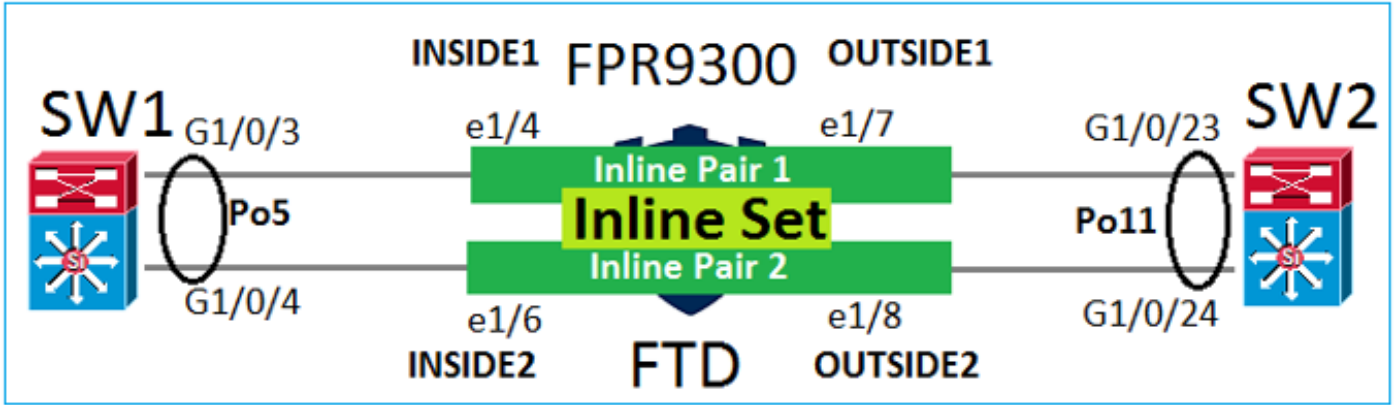 INSIDE1 FPR9300 OUTSIDE1
SW1 SW2
G1/0/3 e1/4 e1/7 G1/0/23
Inline Pair 1
Po5 Inline Set Po11
Si Si
Inline Pair 2
G1/0/4 e1/6 e1/8 G1/0/24
INSIDE2 FTD OUTSIDE2